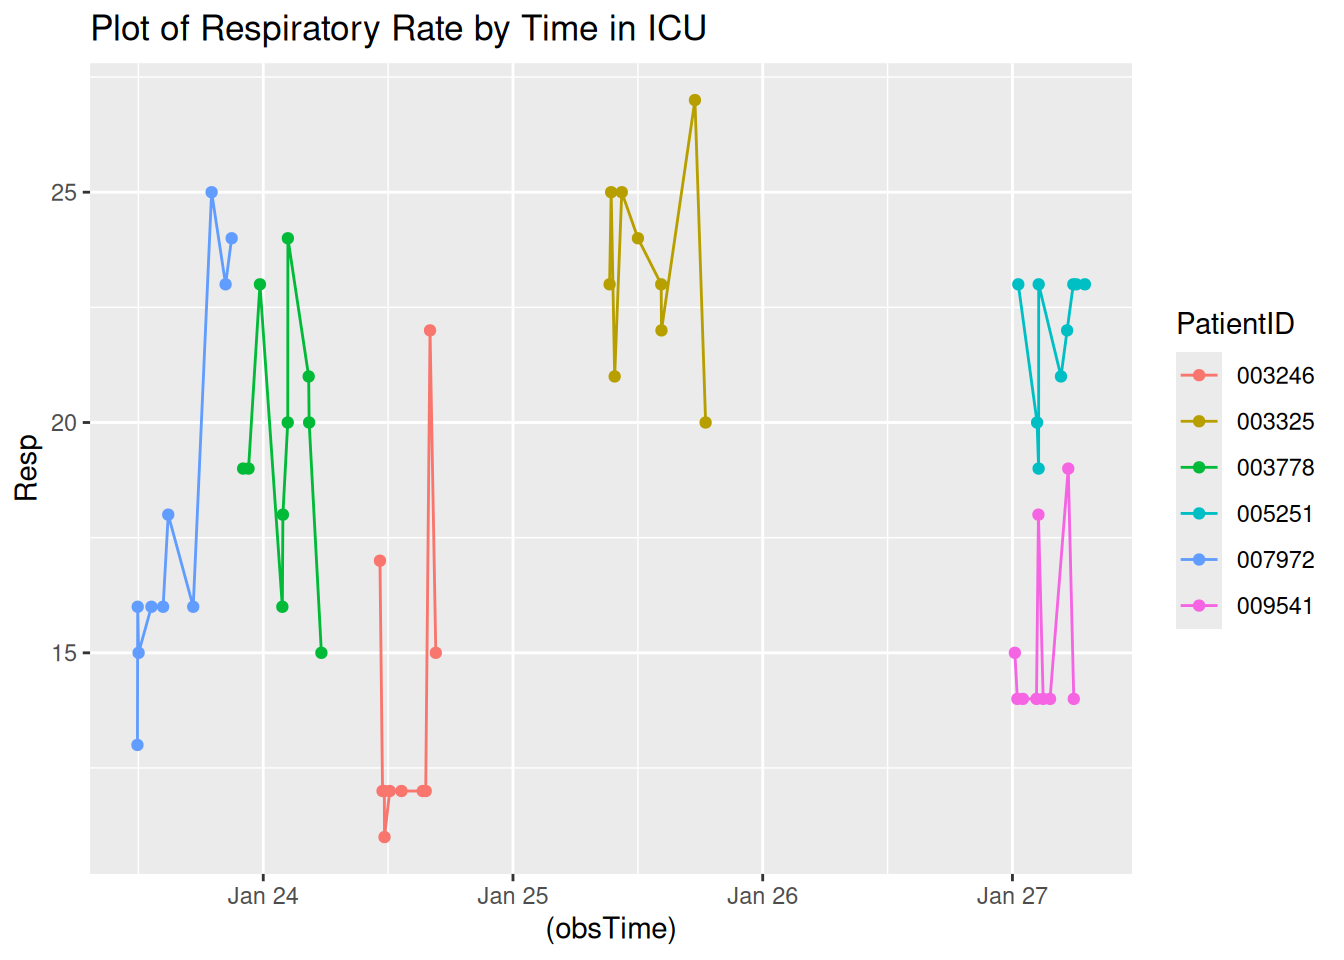 Plot of Respiratory Rate by Time in ICU
25
20
15
Resp
Jan 24
Jan 25
Jan 26
Jan 27
(obsTime)
PatientID
003246
003325
003778
005251
007972
009541